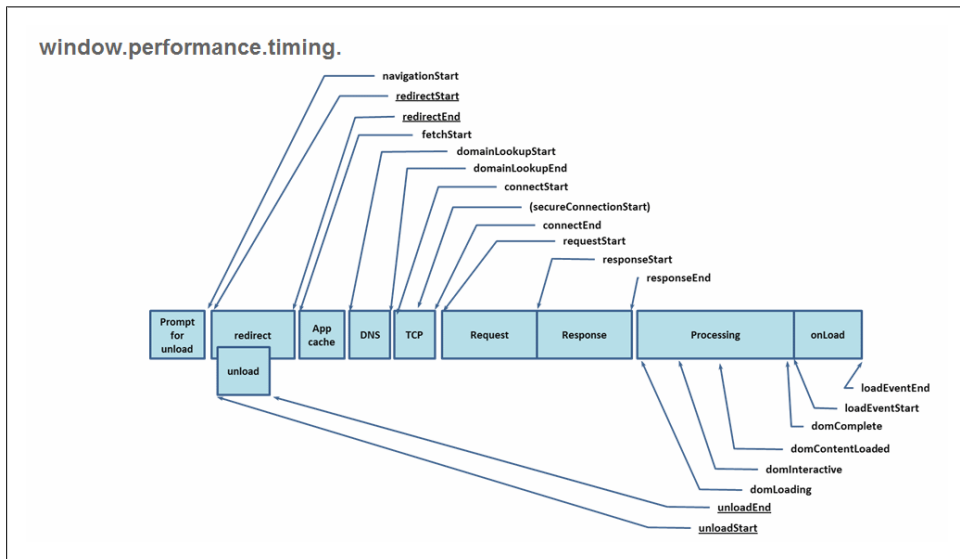 window.performance.timing.
navigationStart
redirectStart
redirectEnd
fetchStart
domainLookupStart
domainLookupEnd
connectStart
(secureConnectionStart)
connectEnd
requestStart
responseStart
responseEnd
Prompt
for
unload
redirect
unload
App
cache
DNS
TCP
Request
Response
Processing
onLoad
loadEventEnd
loadEventStart
domComplete
domContentLoaded
domInteractive
domLoading
unloadEnd
unloadStart